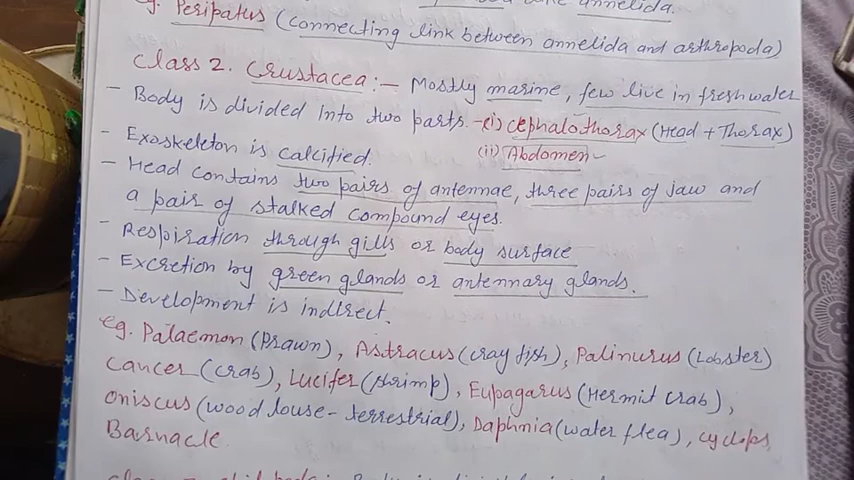 annelida.
eg. Peripatus (connecting link between annelida and arthropoda)
Class 2. Crustacea:- Mostly marine, few live in freshwater
- Body is divided into two parts - (i) cephalothorax (Head + Thorax)
(ii) Abdomen
- Exoskeleton is calcified.
- Head contains two pairs of antennae, three pairs of jaw and
a pair of stalked compound eyes.
- Respiration through gills or body surface
- Excretion by green glands or antennary glands.
- Development is indirect.
eg. Palaemon (Prawn), Astracus (cray fish), Palinurus (Lobster)
Cancer (crab), Lucifer (shrimp), Eupagarus (Hermit crab),
Oniscus (wood louse - terrestrial), Daphnia (water flea), cyclops,
Barnacle.